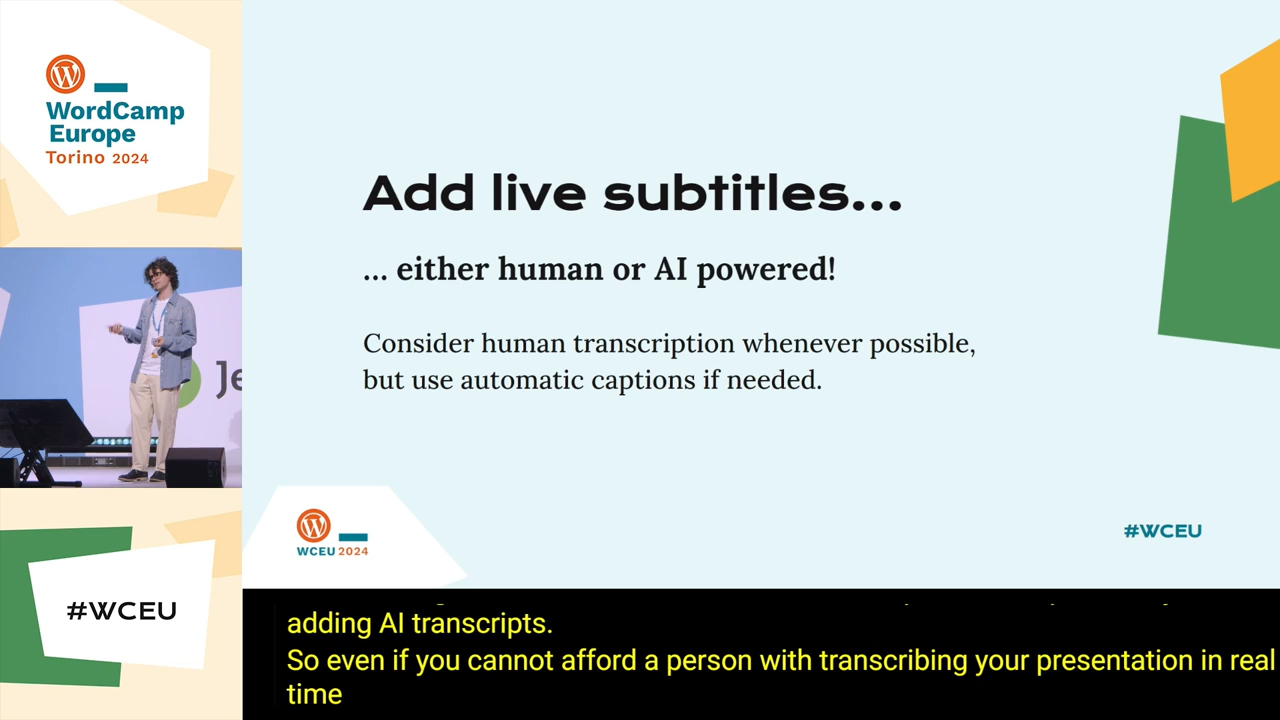 WordCamp
Europe
Torino 2024
Add live subtitles...
... either human or AI powered!
Consider human transcription whenever possible,
but use automatic captions if needed.
Je
WCEU 2024
#WCEU
#WCEU
adding AI transcripts.
So even if you cannot afford a person with transcribing your presentation in real
time